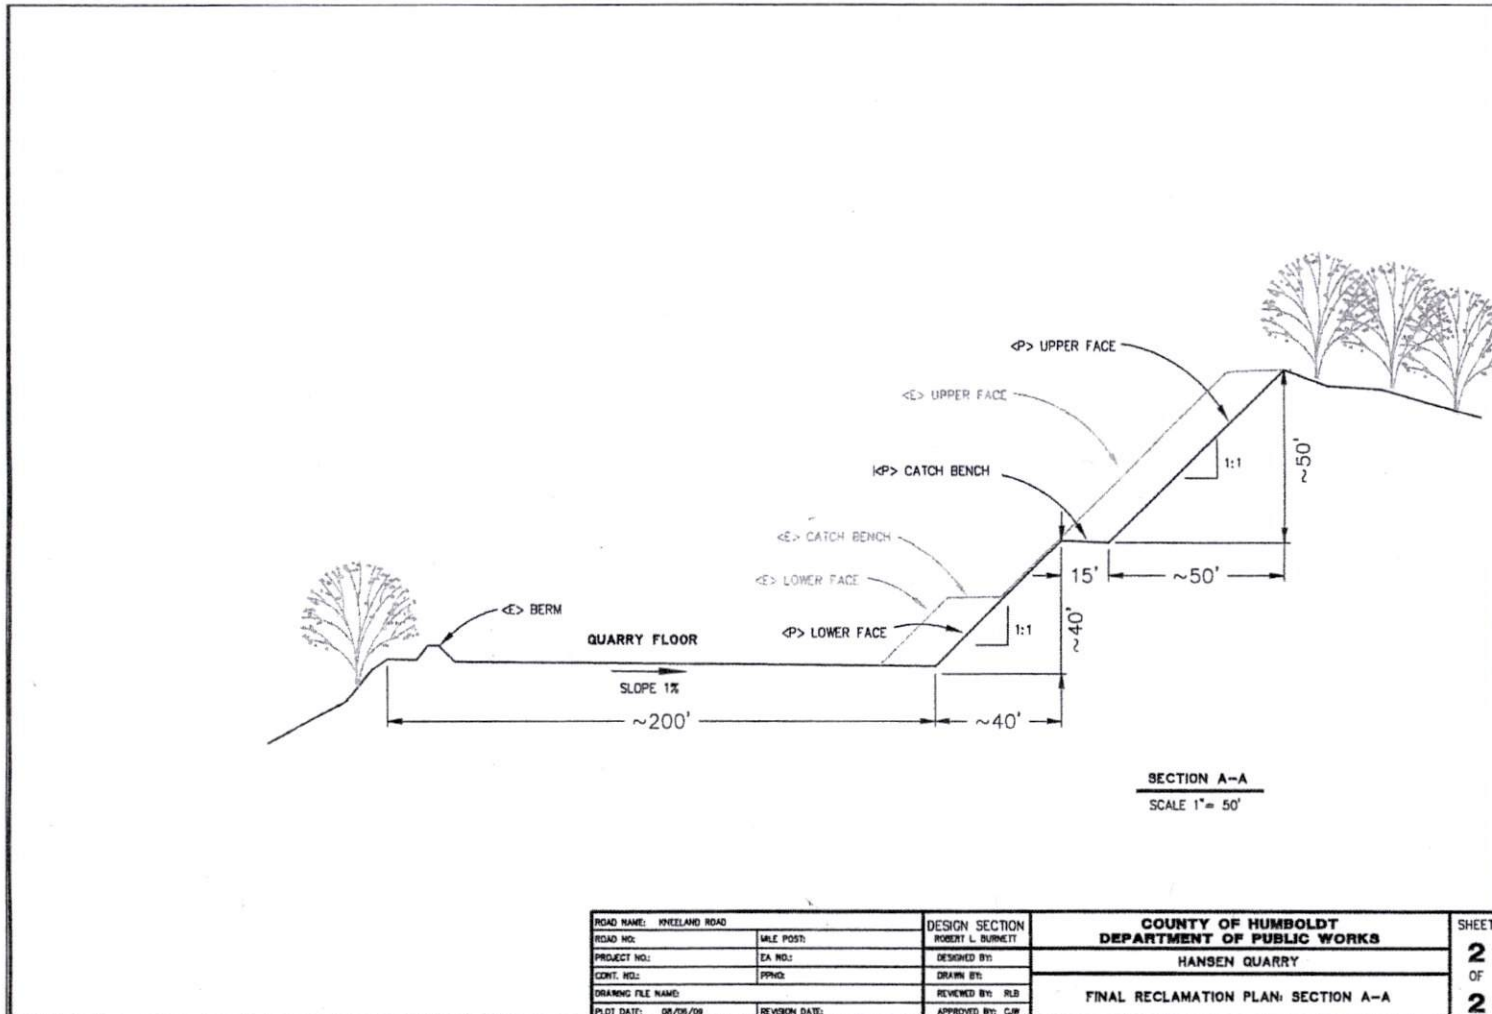 <P> UPPER FACE
<E> UPPER FACE
<P> CATCH BENCH
<E> CATCH BENCH
<E> LOWER FACE
<P> LOWER FACE
<E> BERM
QUARRY FLOOR
SLOPE 1%
1:1
1:1
~50'
15'
~50'
~40'
~200'
~40'
SECTION A-A
SCALE 1"= 50'
ROAD NAME: KNEELAND ROAD
ROAD NO:
MILE POST:
PROJECT NO.:
EA NO.:
CONT. NO.:
PPNO:
DRAWING FILE NAME:
PLOT DATE: 08/06/09
REVISION DATE:
DESIGN SECTION
ROBERT L. BURNETT
DESIGNED BY:
DRAWN BY:
REVIEWED BY: RLB
APPROVED BY: CJW
COUNTY OF HUMBOLDT
DEPARTMENT OF PUBLIC WORKS
HANSEN QUARRY
FINAL RECLAMATION PLAN: SECTION A-A
SHEET
2
OF
2